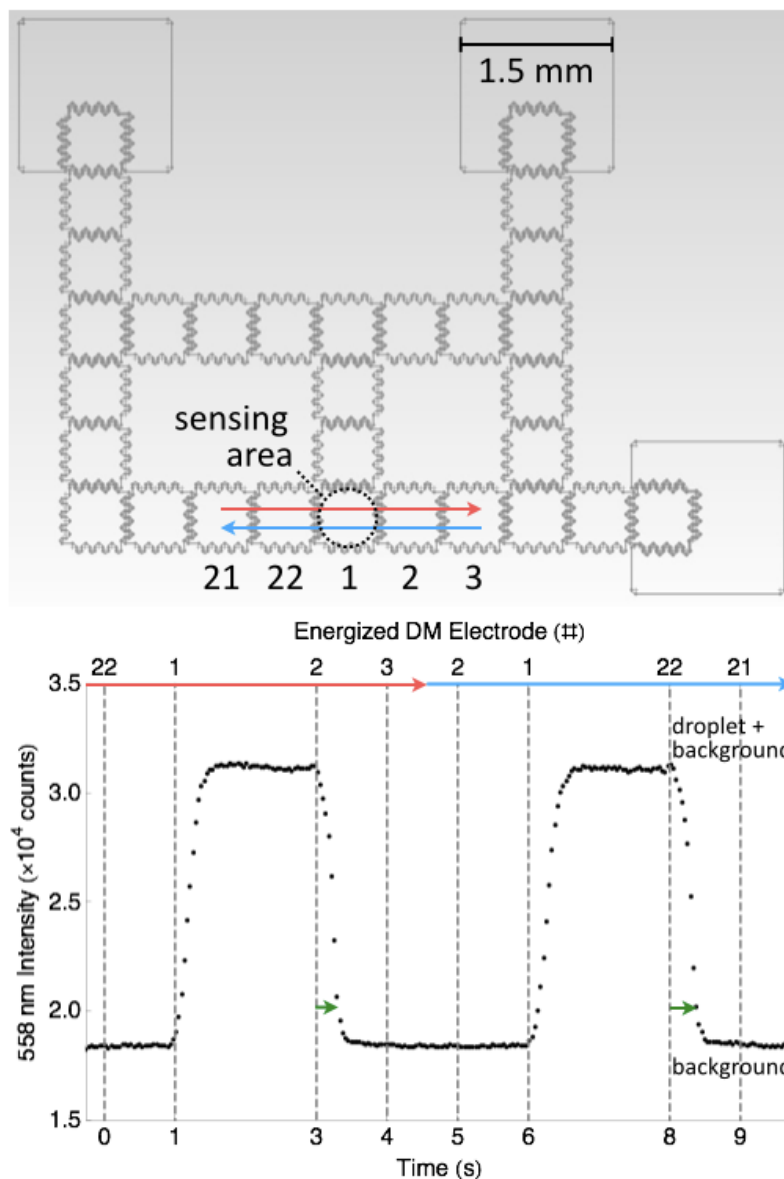 1.5 mm
sensing
area
21 22 1 2 3
Energized DM Electrode (#)
22 1 2 3 2 1 22 21
3.5
droplet +
background
3.0
2.5
2.0
background
1.5
558 nm Intensity (×10⁴ counts)
0 1 3 4 5 6 8 9
Time (s)